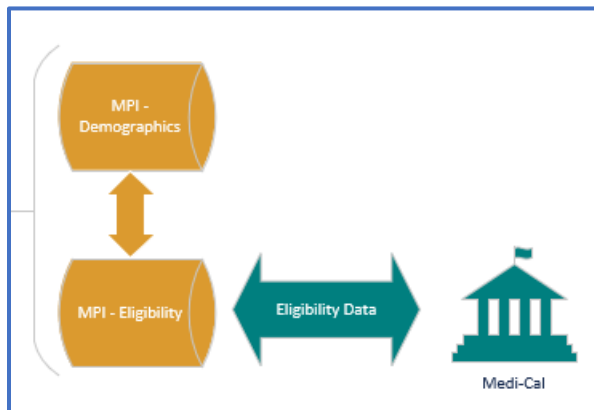 MPI -
Demographics
MPI - Eligibility
Eligibility Data
Medi-Cal